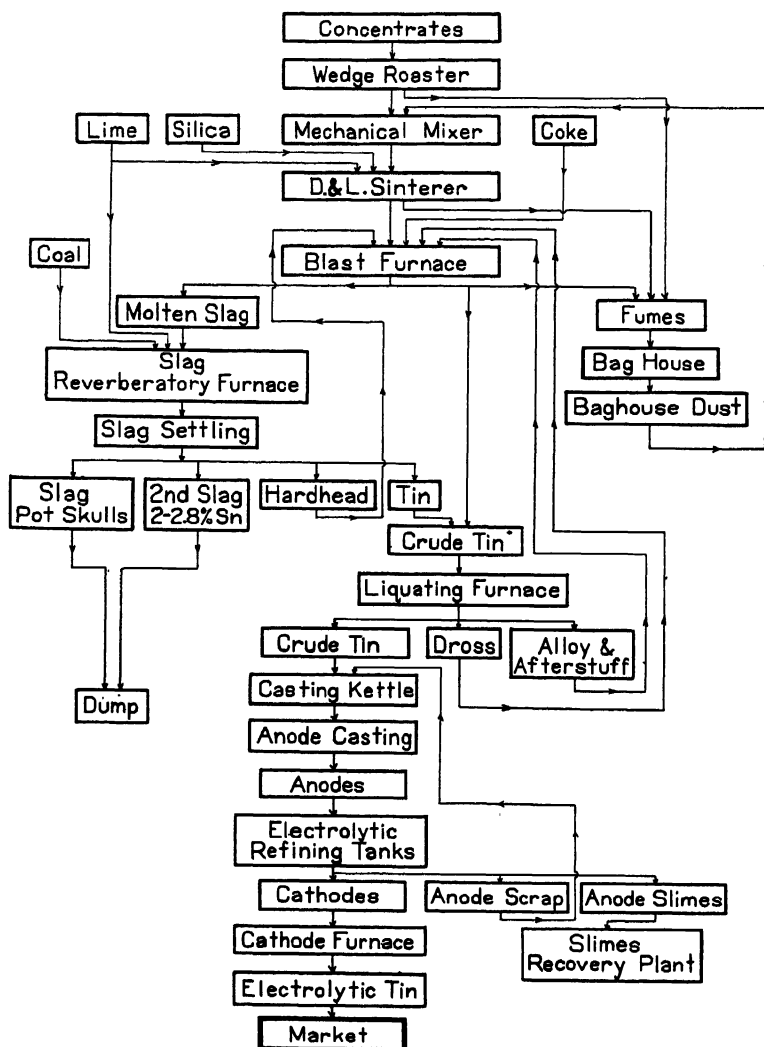 Concentrates
Wedge Roaster
Lime
Silica
Mechanical Mixer
Coke
D.&L. Sinterer
Coal
Blast Furnace
Molten Slag
Fumes
Slag
Reverberatory Furnace
Bag House
Baghouse Dust
Slag Settling
Slag
Pot Skulls
2nd Slag
2-2.8% Sn
Hardhead
Tin
Crude Tin
Liquating Furnace
Crude Tin
Dross
Alloy &
Afterstuff
Casting Kettle
Dump
Anode Casting
Anodes
Electrolytic
Refining Tanks
Cathodes
Anode Scrap
Anode Slimes
Cathode Furnace
Slimes
Recovery Plant
Electrolytic Tin
Market